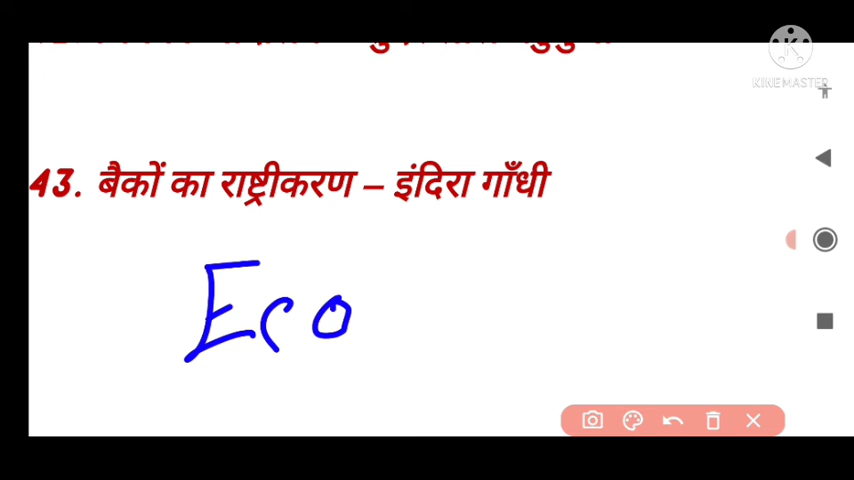 KINEMASTER
43. बैकों का राष्ट्रीकरण – इंदिरा गाँधी
Eco